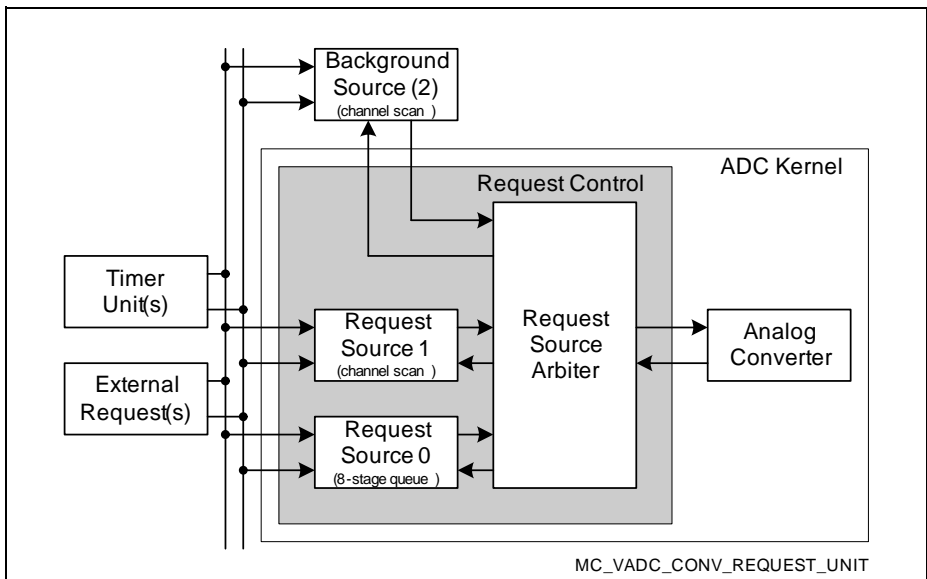 Background
Source (2)
(channel scan )
ADC Kernel
Request Control
Timer
Unit(s)
Request
Source 1
(channel scan )
Request
Source
Arbiter
Analog
Converter
External
Request(s)
Request
Source 0
(8-stage queue )
MC_VADC_CONV_REQUEST_UNIT